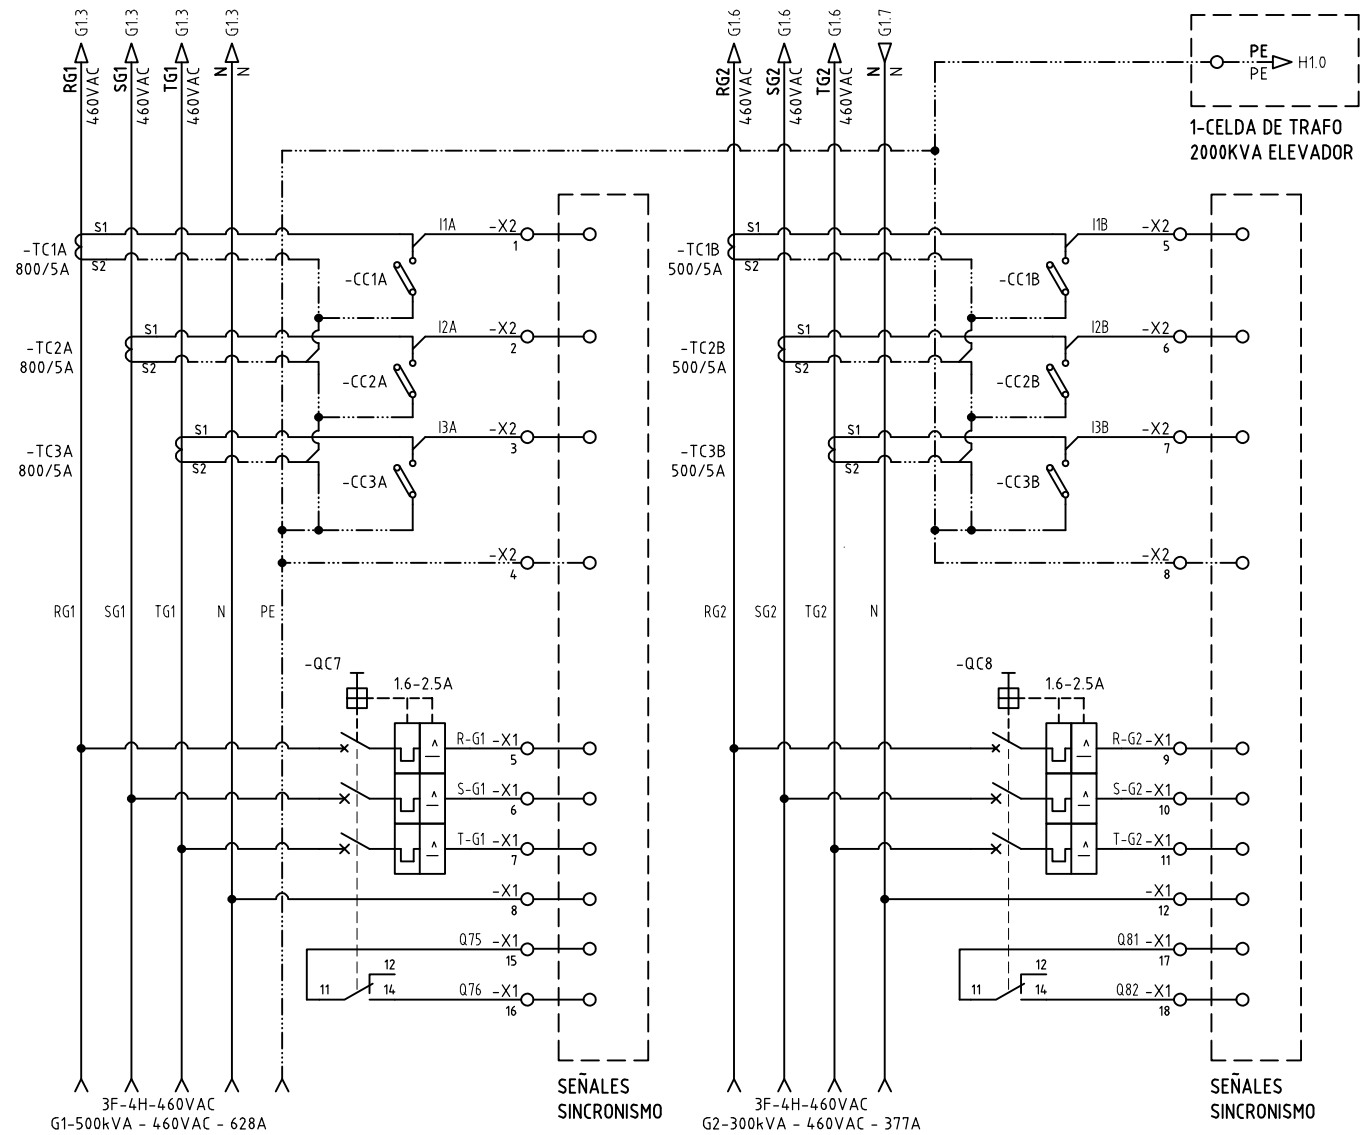 G1.3 G1.3 G1.3 G1.3
RG1 460VAC SG1 460VAC TG1 460VAC N N
G1.6 G1.6 G1.6 G1.7
RG2 460VAC SG2 460VAC TG2 460VAC N N
PE
PE
H1.0
1-CELDA DE TRAFO
2000KVA ELEVADOR
-TC1A
800/5A
S1
S2
-CC1A
I1A -X2
1
-TC2A
800/5A
S1
S2
-CC2A
I2A -X2
2
-TC3A
800/5A
S1
S2
-CC3A
I3A -X2
3
-X2
4
RG1 SG1 TG1 N PE
-QC7
1.6-2.5A
R-G1 -X1
5
S-G1 -X1
6
T-G1 -X1
7
-X1
8
Q75 -X1
15
11 12 14
Q76 -X1
16
3F-4H-460VAC
G1-500kVA - 460VAC - 628A
SEÑALES
SINCRONISMO
-TC1B
500/5A
S1
S2
-CC1B
I1B -X2
5
-TC2B
500/5A
S1
S2
-CC2B
I2B -X2
6
-TC3B
500/5A
S1
S2
-CC3B
I3B -X2
7
-X2
8
RG2 SG2 TG2 N
-QC8
1.6-2.5A
R-G2 -X1
9
S-G2 -X1
10
T-G2 -X1
11
-X1
12
Q81 -X1
17
11 12 14
Q82 -X1
18
3F-4H-460VAC
G2-300kVA - 460VAC - 377A
SEÑALES
SINCRONISMO